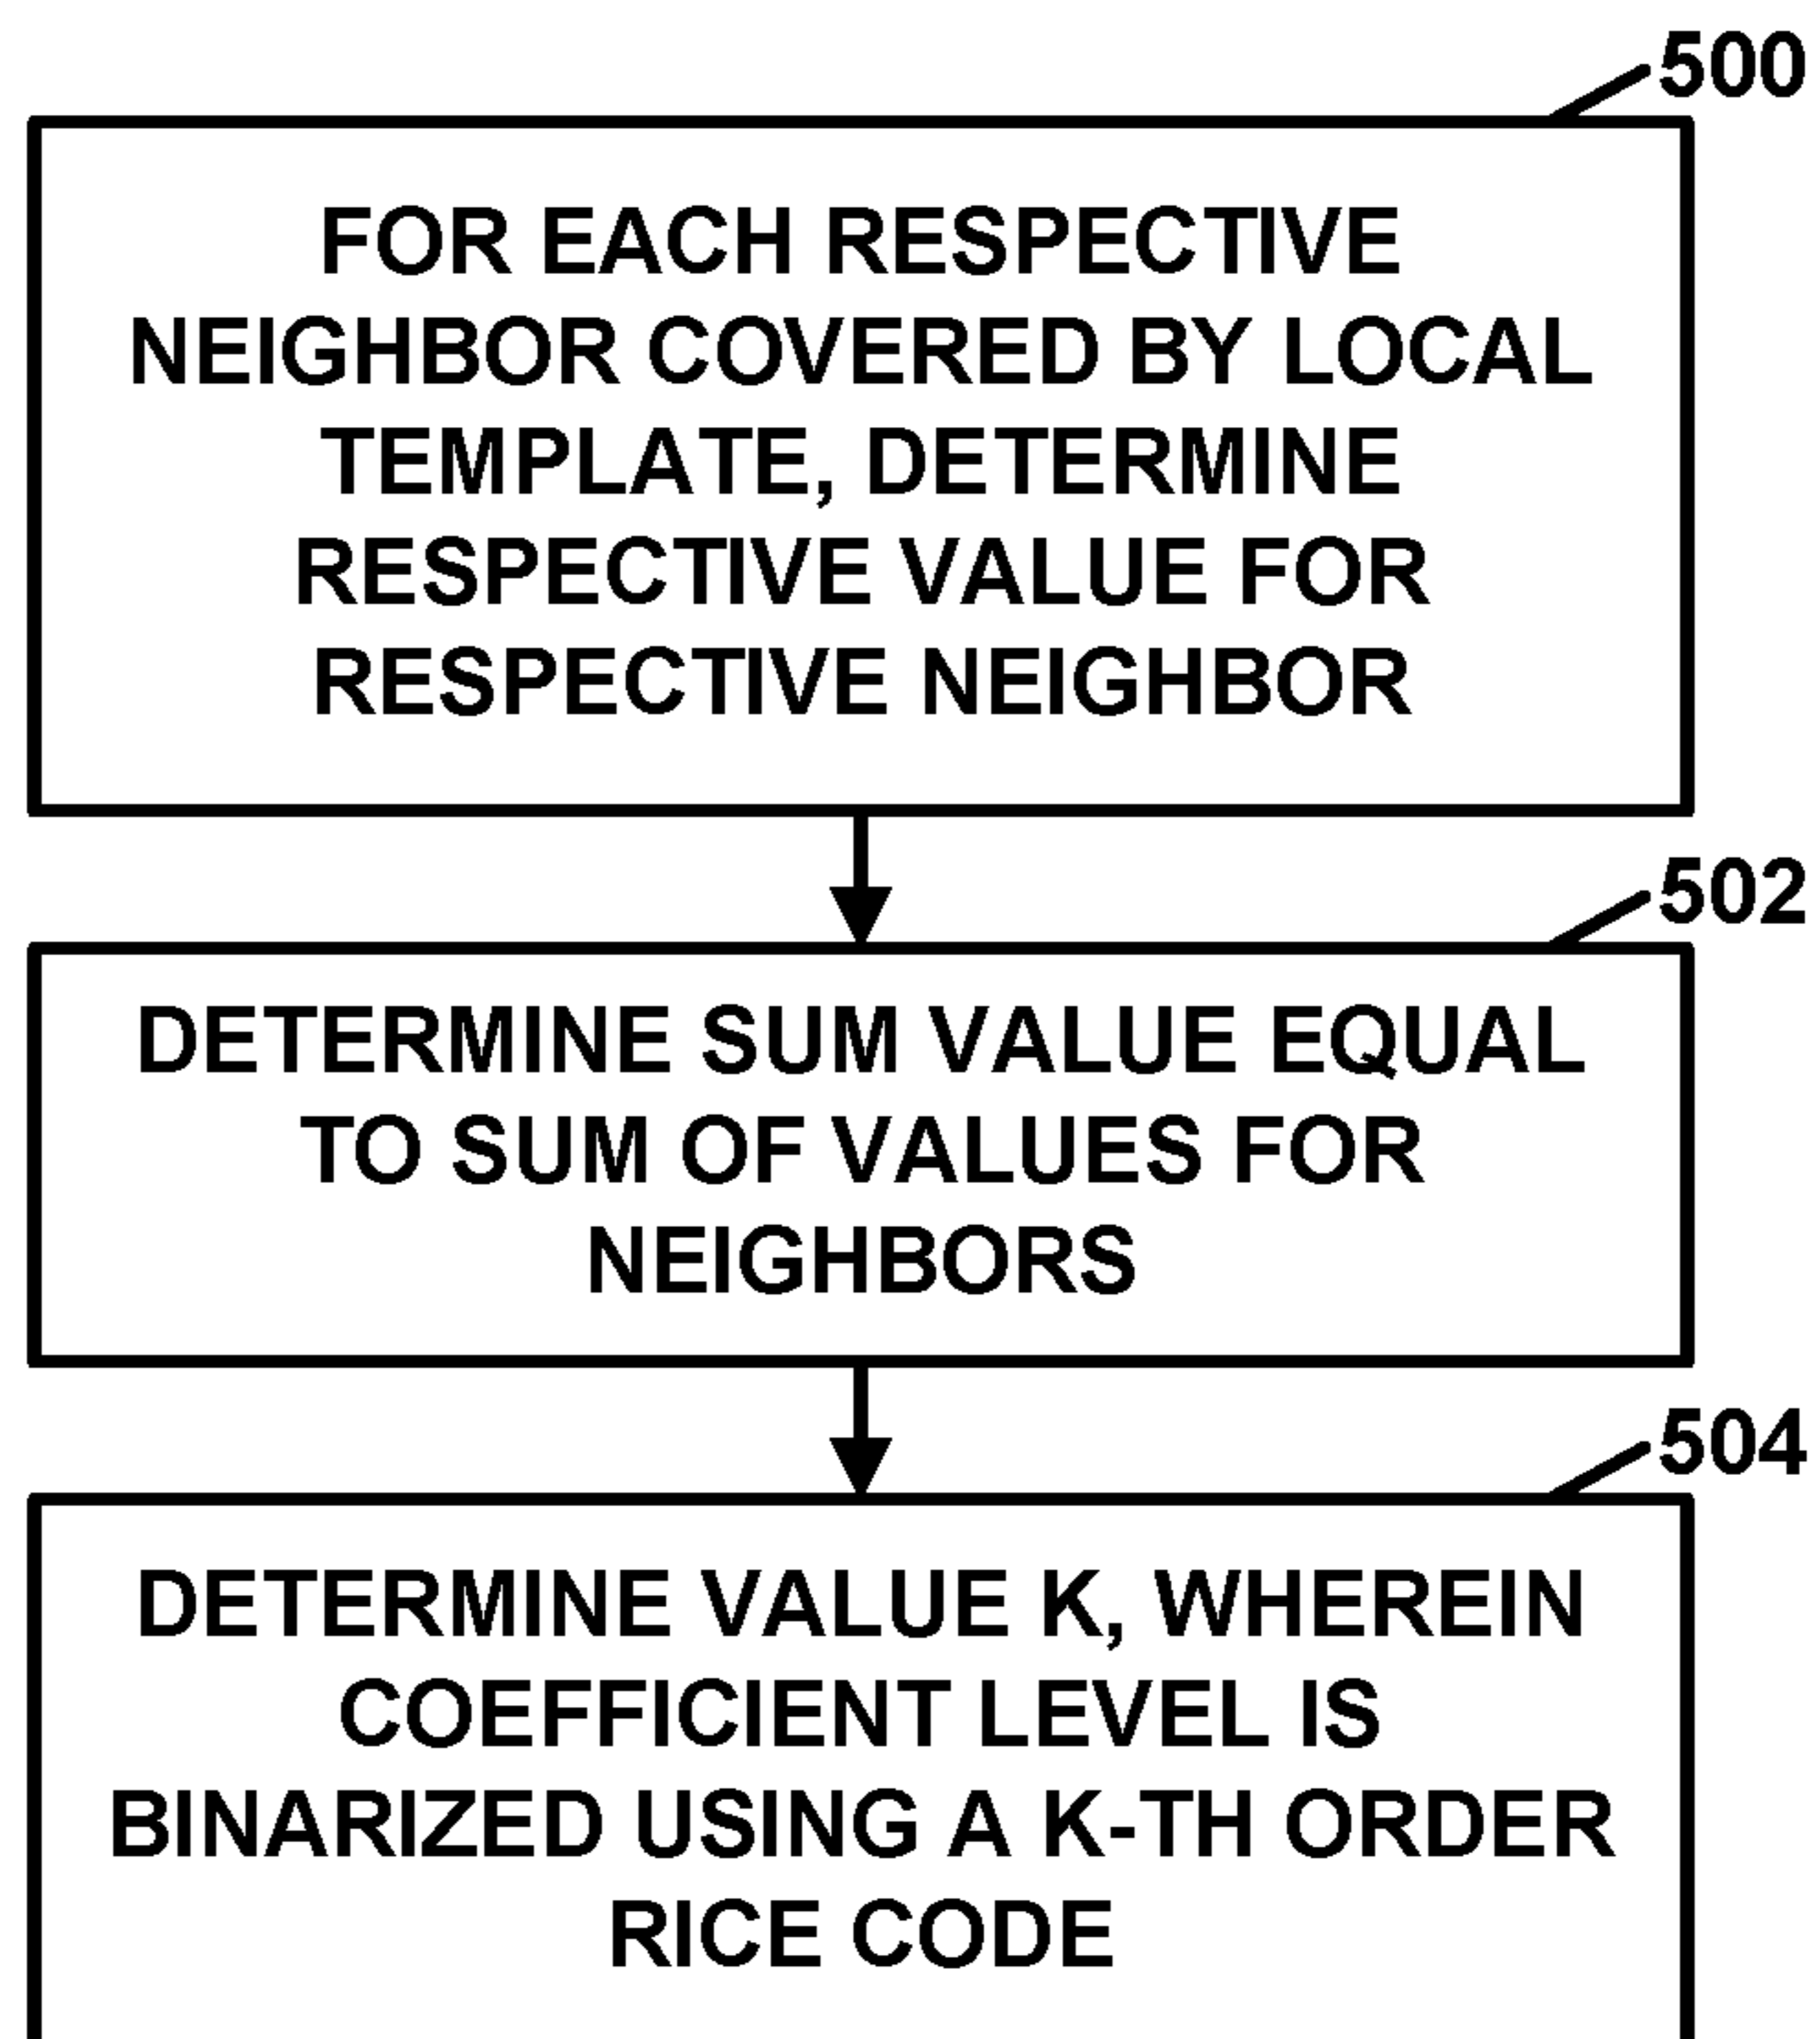 500
FOR EACH RESPECTIVE
NEIGHBOR COVERED BY LOCAL
TEMPLATE, DETERMINE
RESPECTIVE VALUE FOR
RESPECTIVE NEIGHBOR
502
DETERMINE SUM VALUE EQUAL
TO SUM OF VALUES FOR
NEIGHBORS
504
DETERMINE VALUE K, WHEREIN
COEFFICIENT LEVEL IS
BINARIZED USING A K-TH ORDER
RICE CODE